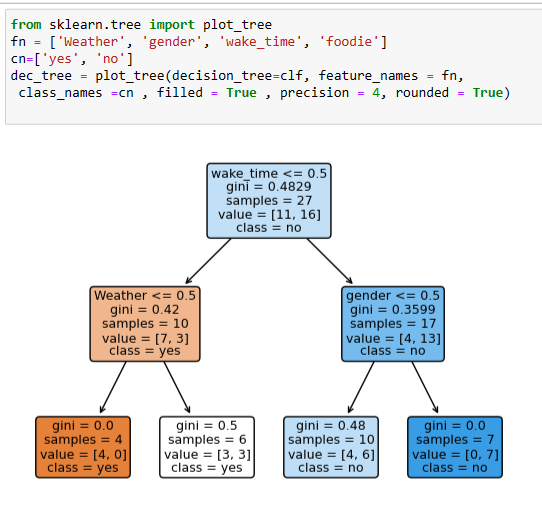 from sklearn.tree import plot_tree
fn = ['Weather', 'gender', 'wake_time', 'foodie']
cn=['yes', 'no']
dec_tree = plot_tree(decision_tree=clf, feature_names = fn,
 class_names =cn , filled = True , precision = 4, rounded = True)
wake_time <= 0.5
gini = 0.4829
samples = 27
value = [11, 16]
class = no
Weather <= 0.5
gini = 0.42
samples = 10
value = [7, 3]
class = yes
gender <= 0.5
gini = 0.3599
samples = 17
value = [4, 13]
class = no
gini = 0.0
samples = 4
value = [4, 0]
class = yes
gini = 0.5
samples = 6
value = [3, 3]
class = yes
gini = 0.48
samples = 10
value = [4, 6]
class = no
gini = 0.0
samples = 7
value = [0, 7]
class = no